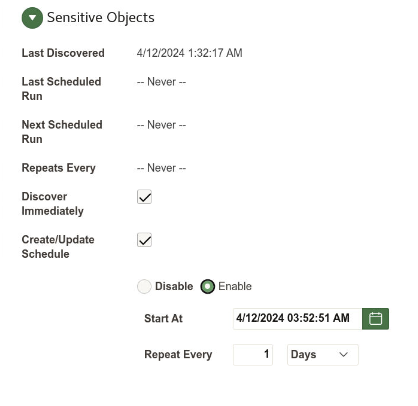 Sensitive Objects
Last Discovered 4/12/2024 1:32:17 AM
Last Scheduled -- Never --
Run
Next Scheduled -- Never --
Run
Repeats Every -- Never --
Discover
Immediately
Create/Update
Schedule
Disable Enable
Start At 4/12/2024 03:52:51 AM
Repeat Every 1 Days